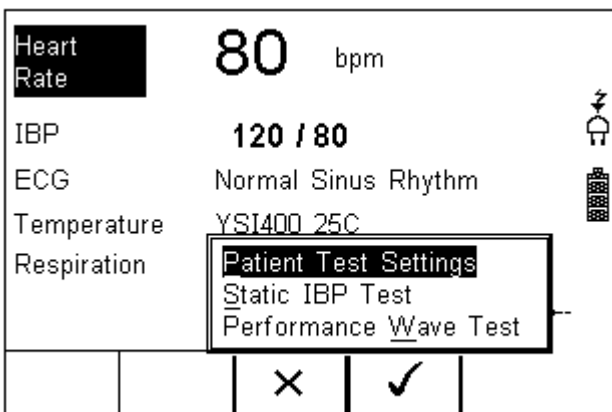 Heart
Rate
80 bpm
IBP 120 / 80
ECG Normal Sinus Rhythm
Temperature YSI400 25C
Respiration
Patient Test Settings
Static IBP Test
Performance Wave Test